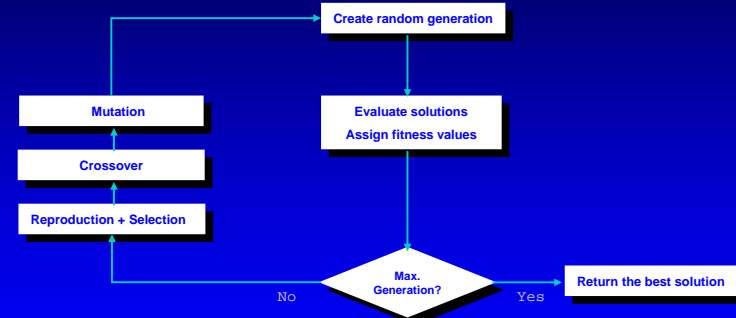 Create random generation
Mutation
Evaluate solutions
Assign fitness values
Crossover
Reproduction + Selection
Max.
Generation?
No
Yes
Return the best solution